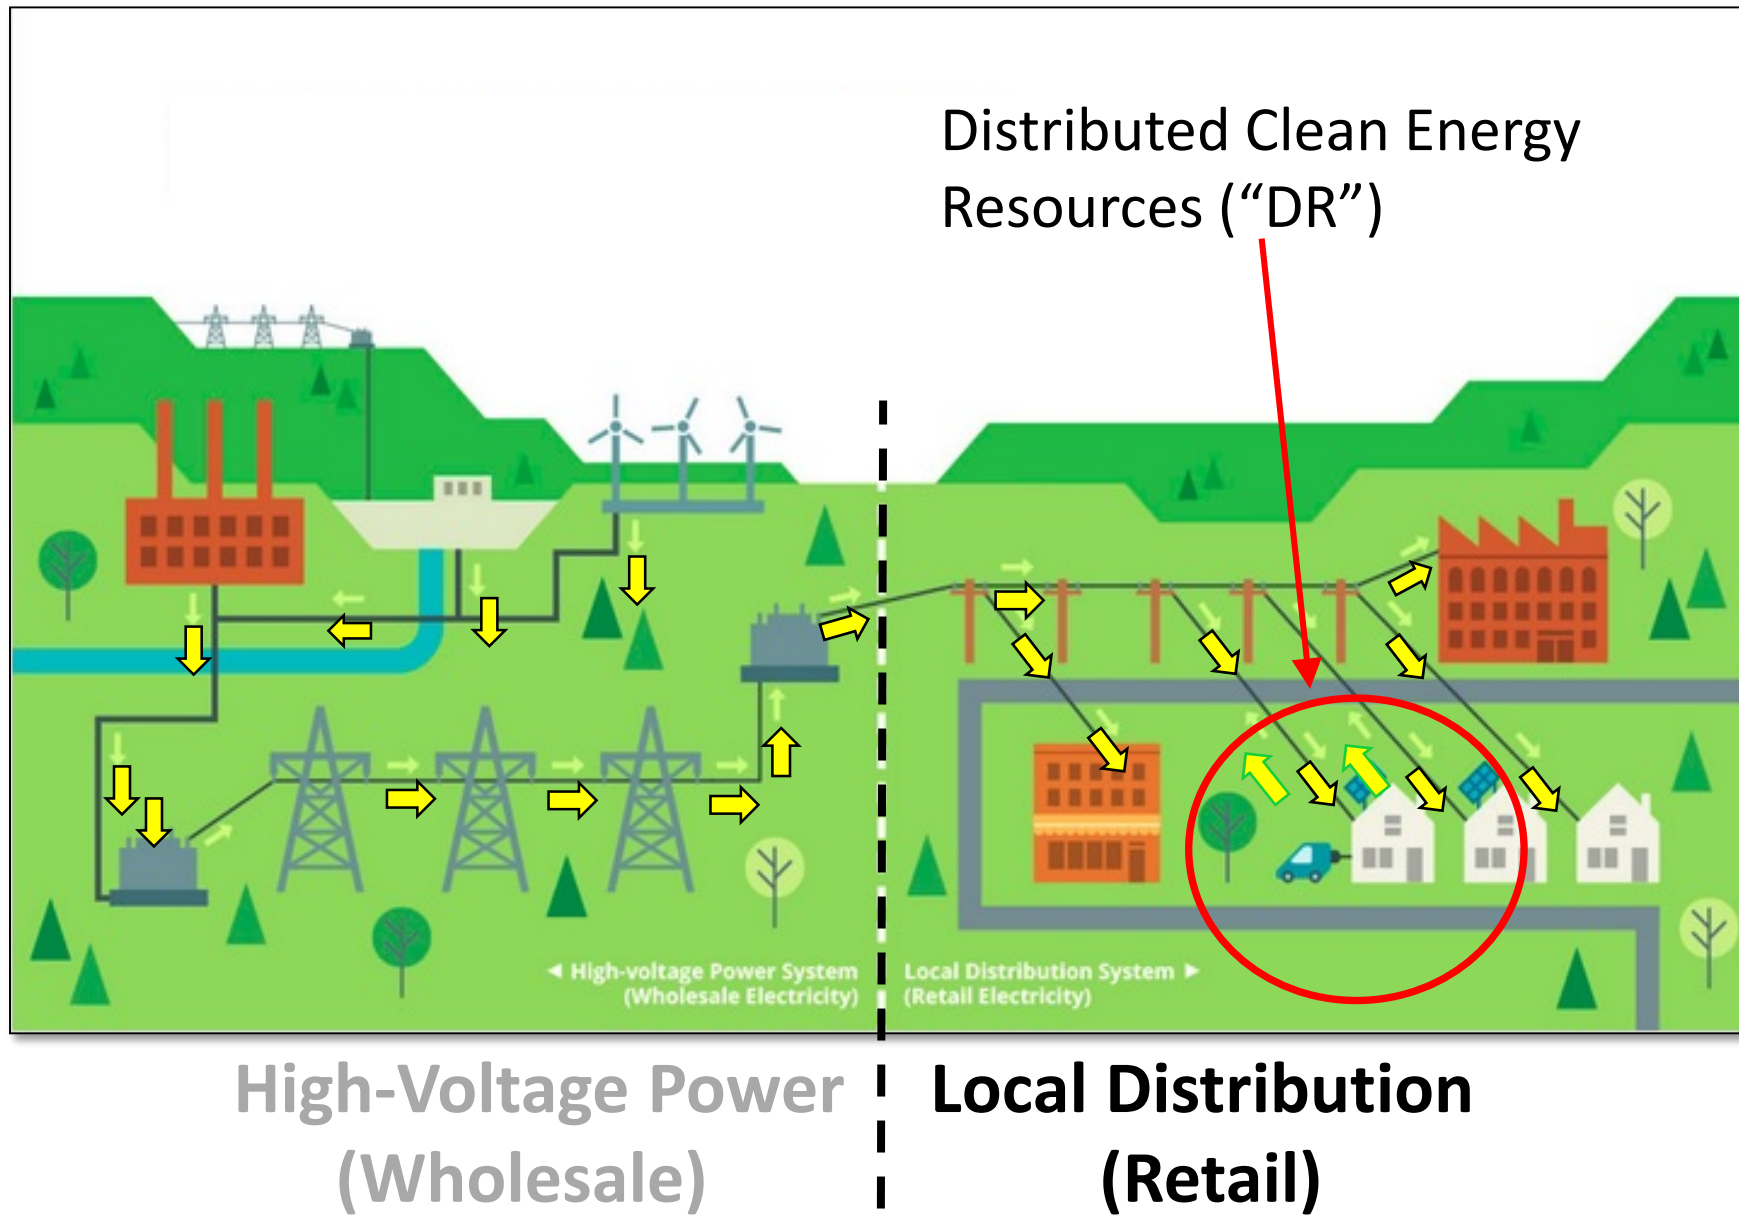 Distributed Clean Energy
Resources (“DR”)
◄ High-voltage Power System
(Wholesale Electricity)
Local Distribution System ►
(Retail Electricity)
High-Voltage Power
(Wholesale)
Local Distribution
(Retail)